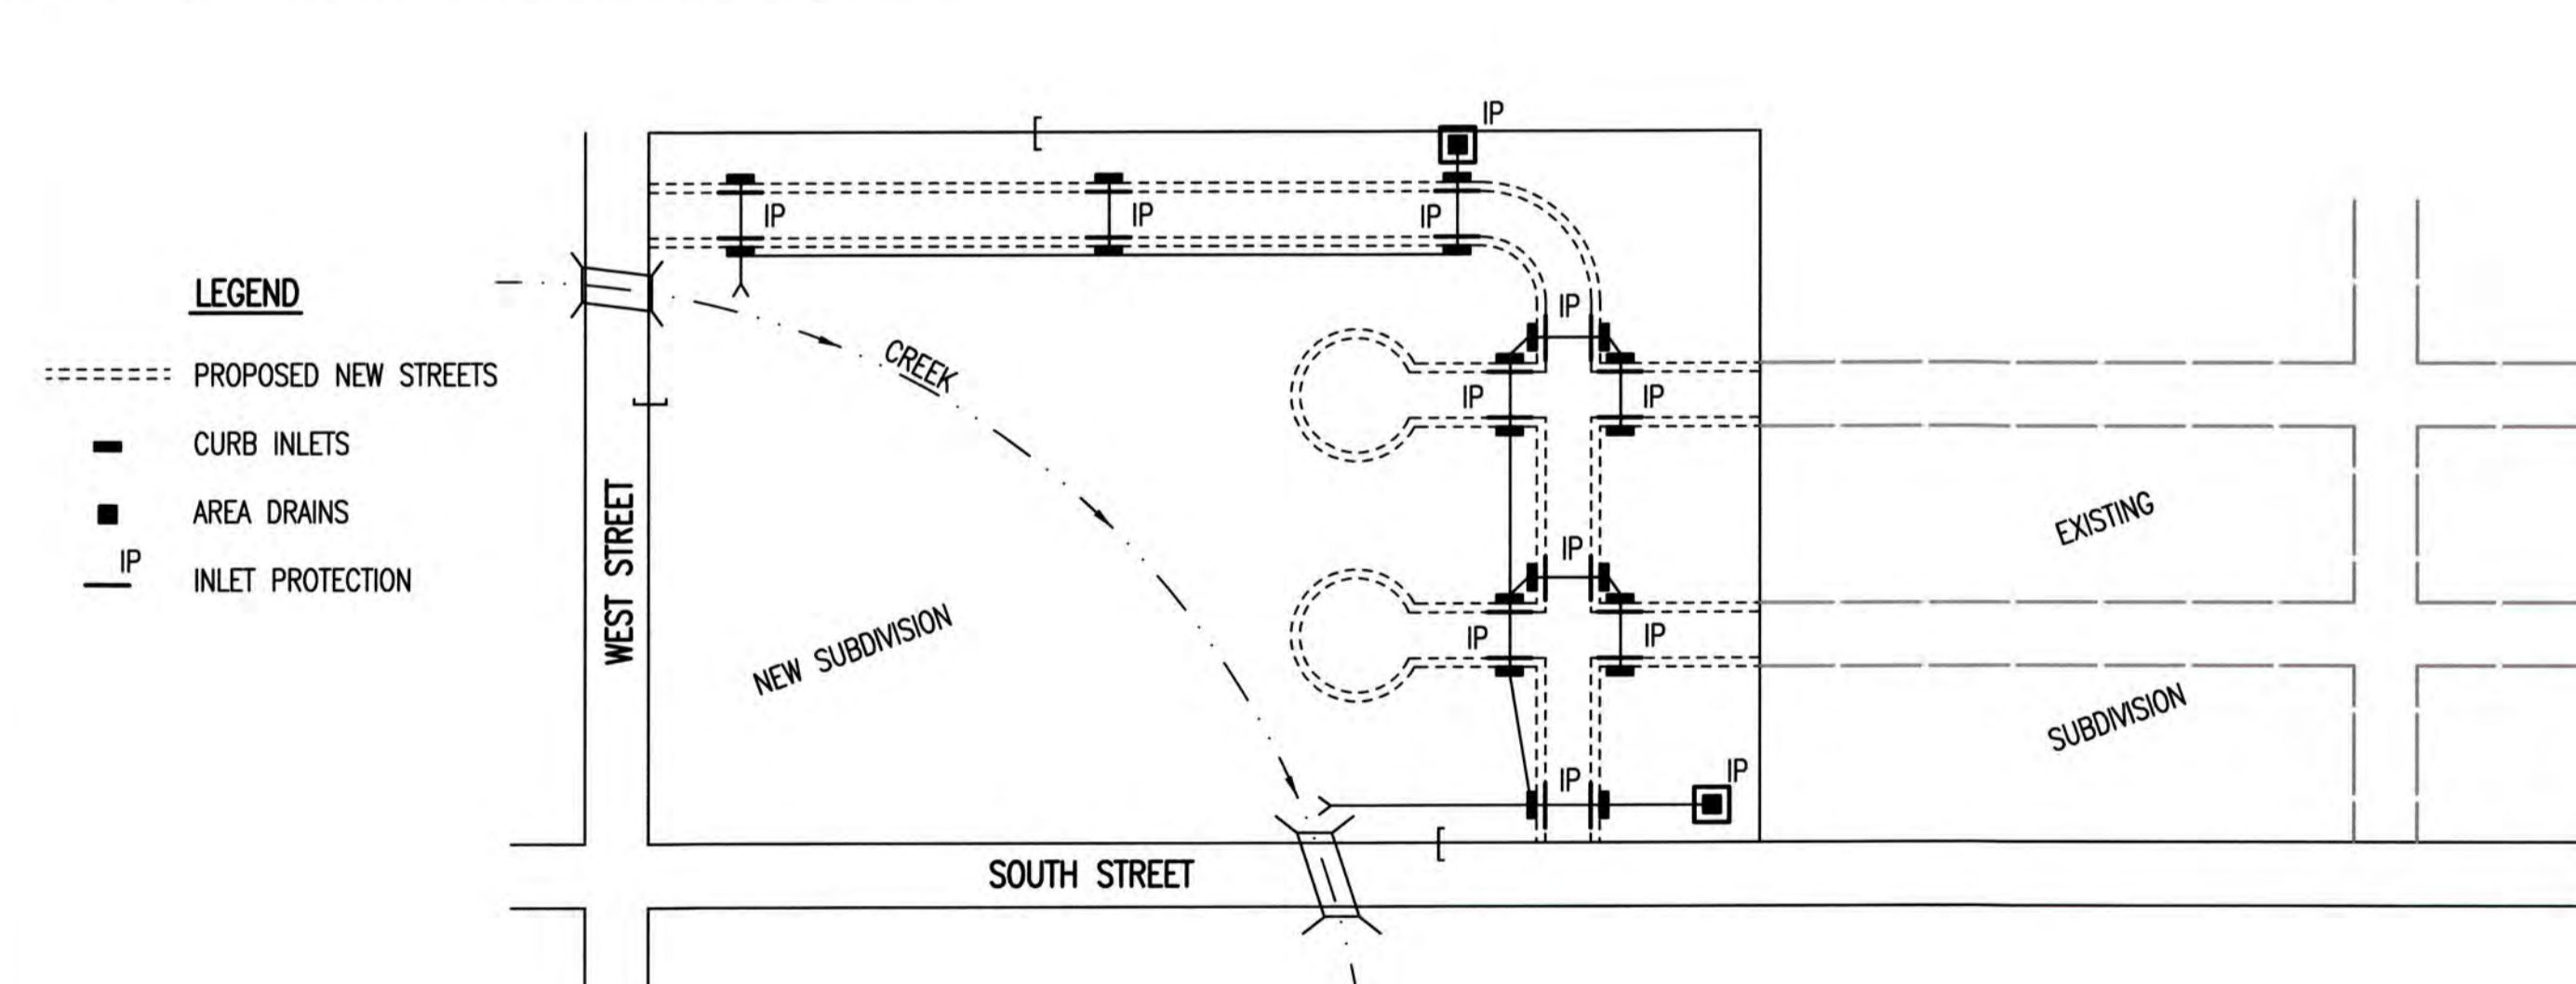 LEGEND
PROPOSED NEW STREETS
CURB INLETS
AREA DRAINS
IP
INLET PROTECTION
WEST STREET
SOUTH STREET
CREEK
NEW SUBDIVISION
EXISTING
SUBDIVISION
IP
IP
IP
IP
IP
IP
IP
IP
IP
IP
IP
IP